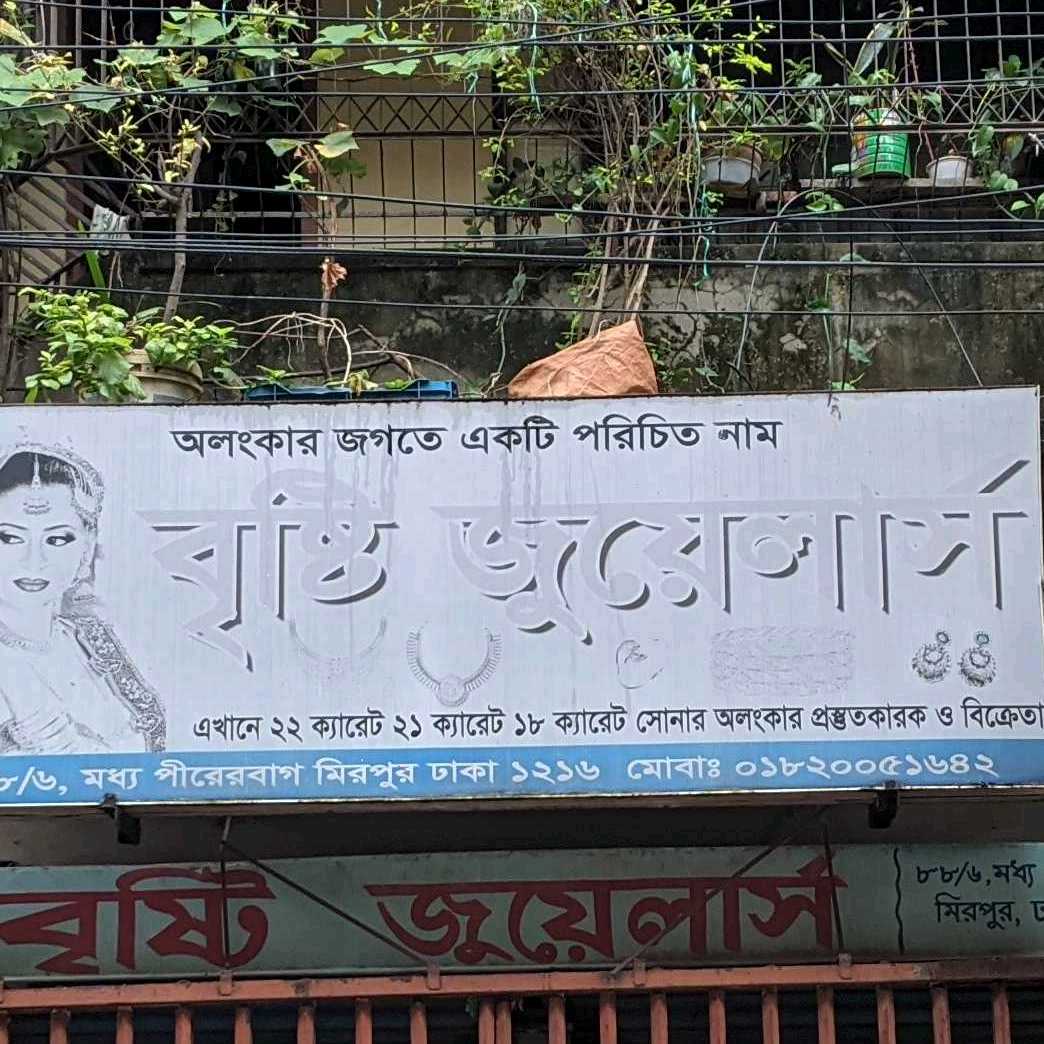 অলংকার জগতে একটি পরিচিত নাম
বৃষ্টি জুয়েলার্স
এখানে ২২ ক্যারেট ২১ ক্যারেট ১৮ ক্যারেট সোনার অলংকার প্রস্তুতকারক ও বিক্রেতা
৮/৬, মধ্য পীরেরবাগ মিরপুর ঢাকা ১২১৬ মোবাঃ ০১৮২০০৫১৬৪২
বৃষ্টি জুয়েলার্স
৮৮/৬,মধ্য
মিরপুর,